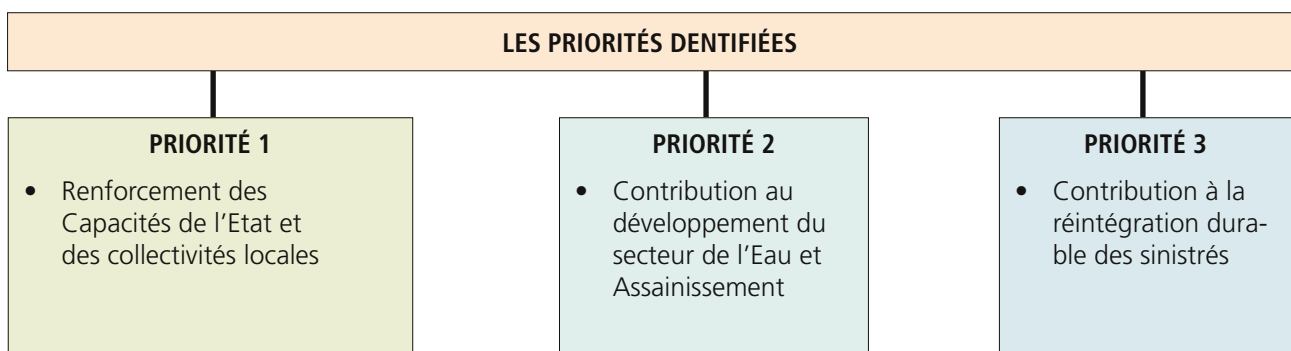 LES PRIORITÉS DENTIFIÉES
PRIORITÉ 1
• Renforcement des
Capacités de l'Etat et
des collectivités locales
PRIORITÉ 2
• Contribution au
développement du
secteur de l'Eau et
Assainissement
PRIORITÉ 3
• Contribution à la
réintégration dura-
ble des sinistrés